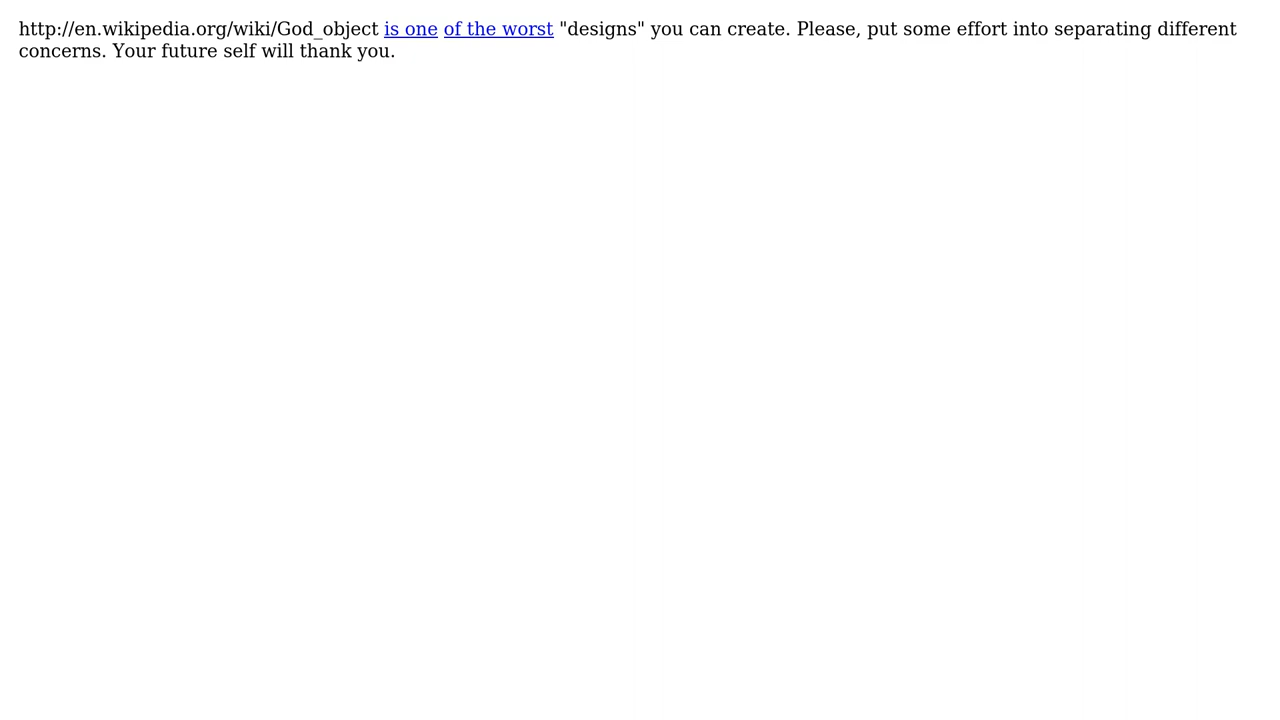 http://en.wikipedia.org/wiki/God_object is one of the worst "designs" you can create. Please, put some effort into separating different
concerns. Your future self will thank you.